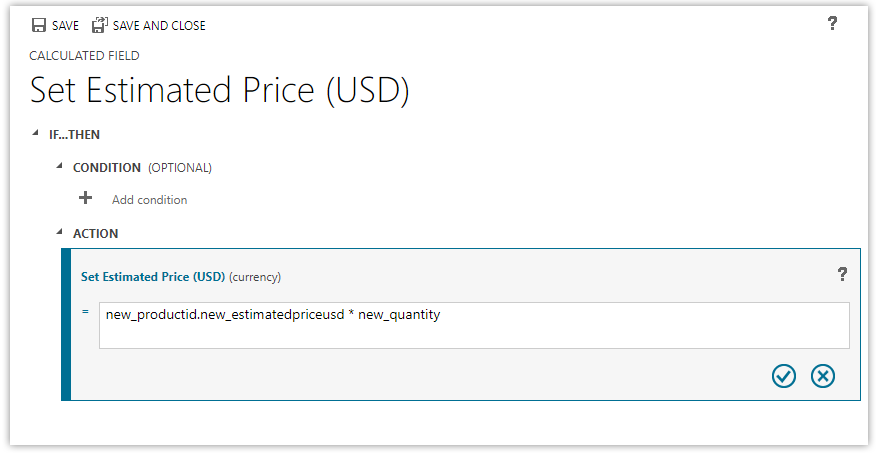 SAVE SAVE AND CLOSE ?
CALCULATED FIELD
Set Estimated Price (USD)
IF...THEN
CONDITION (OPTIONAL)
Add condition
ACTION
Set Estimated Price (USD) (currency) ?
= new_productid.new_estimatedpriceusd * new_quantity